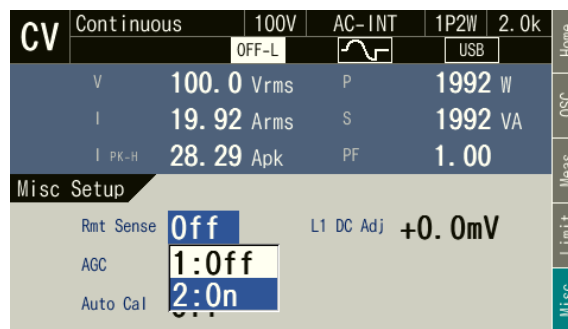 CV Continuous 100V AC-INT 1P2W 2.0k
OFF-L USB
V 100.0 Vrms P 1992 W
I 19.92 Arms S 1992 VA
I PK-H 28.29 Apk PF 1.00
Misc Setup
Rmt Sense Off L1 DC Adj +0.0mV
AGC 1:Off
Auto Cal 2:On
Home
OSC
Meas
Limit
Misc